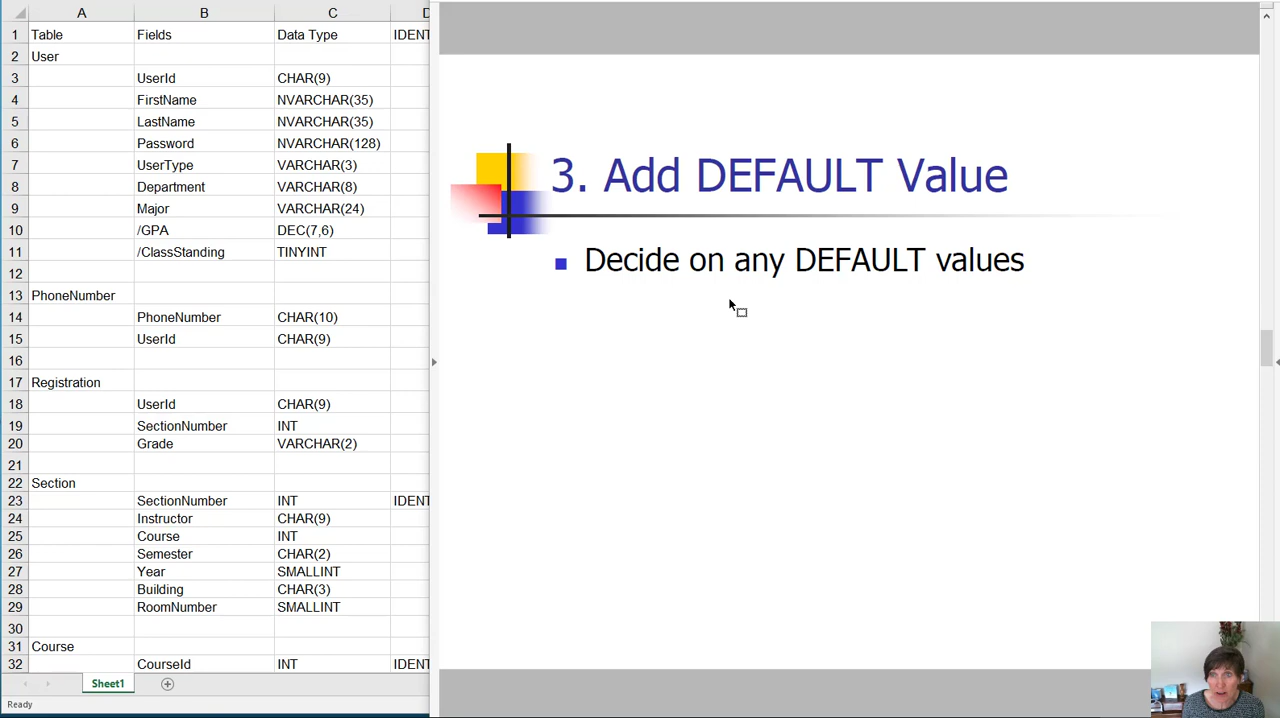 A B C D
1 Table Fields Data Type IDENT
2 User
3 UserId CHAR(9)
4 FirstName NVARCHAR(35)
5 LastName NVARCHAR(35)
6 Password NVARCHAR(128)
7 UserType VARCHAR(3)
8 Department VARCHAR(8)
9 Major VARCHAR(24)
10 /GPA DEC(7,6)
11 /ClassStanding TINYINT
12
13 PhoneNumber
14 PhoneNumber CHAR(10)
15 UserId CHAR(9)
16
17 Registration
18 UserId CHAR(9)
19 SectionNumber INT
20 Grade VARCHAR(2)
21
22 Section
23 SectionNumber INT IDENT
24 Instructor CHAR(9)
25 Course INT
26 Semester CHAR(2)
27 Year SMALLINT
28 Building CHAR(3)
29 RoomNumber SMALLINT
30
31 Course
32 CourseId INT IDENT
Sheet1
Ready
3. Add DEFAULT Value
Decide on any DEFAULT values